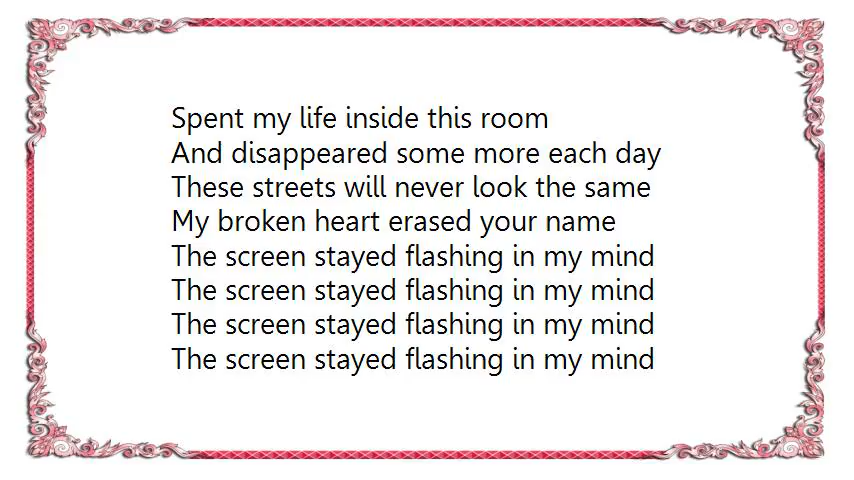 Spent my life inside this room
And disappeared some more each day
These streets will never look the same
My broken heart erased your name
The screen stayed flashing in my mind
The screen stayed flashing in my mind
The screen stayed flashing in my mind
The screen stayed flashing in my mind